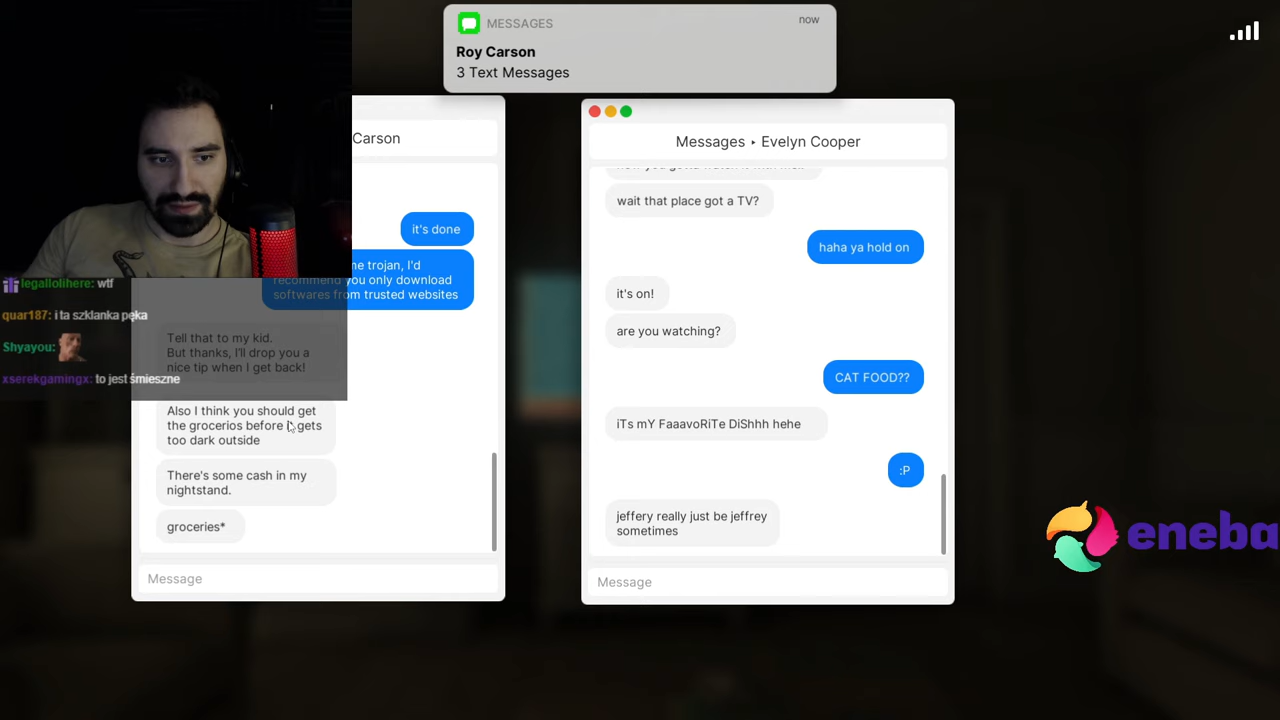 MESSAGES
now
Roy Carson
3 Text Messages
Carson
it's done
me trojan, I'd
recommend you only download
softwares from trusted websites
legallolihere: wtf
quar187: i ta szklanka pęka
Shyayou:
xserekgamingx: to jest śmieszne
Tell that to my kid.
But thanks, I'll drop you a
nice tip when I get back!
Also I think you should get
the grocerios before it gets
too dark outside
There's some cash in my
nightstand.
groceries*
Message
Messages ▸ Evelyn Cooper
wait that place got a TV?
haha ya hold on
it's on!
are you watching?
CAT FOOD??
iTs mY FaaavoRiTe DiShhh hehe
:P
jeffery really just be jeffrey
sometimes
Message
eneba